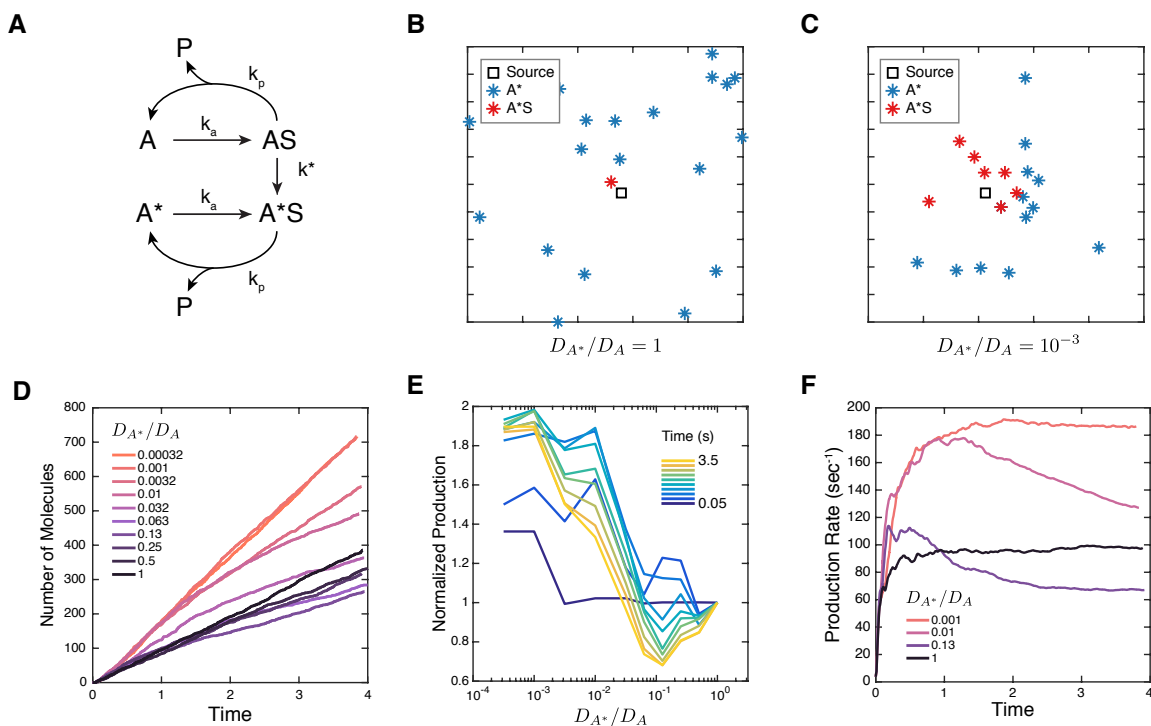 A
P
k_p
A
k_a
AS
k*
A*
k_a
A*S
k_p
P
B
Source
A*
A*S
D_{A*}/D_A = 1
C
Source
A*
A*S
D_{A*}/D_A = 10^{-3}
D
800
700
600
500
400
300
200
100
0
0
1
2
3
4
Number of Molecules
Time
D_{A*}/D_A
0.00032
0.001
0.0032
0.01
0.032
0.063
0.13
0.25
0.5
1
E
2
1.8
1.6
1.4
1.2
1
0.8
0.6
10^{-4}
10^{-3}
10^{-2}
10^{-1}
10^{0}
Normalized Production
D_{A*}/D_A
Time (s)
3.5
0.05
F
200
180
160
140
120
100
80
60
40
20
0
0
1
2
3
4
Production Rate (sec^{-1})
Time
D_{A*}/D_A
0.001
0.01
0.13
1